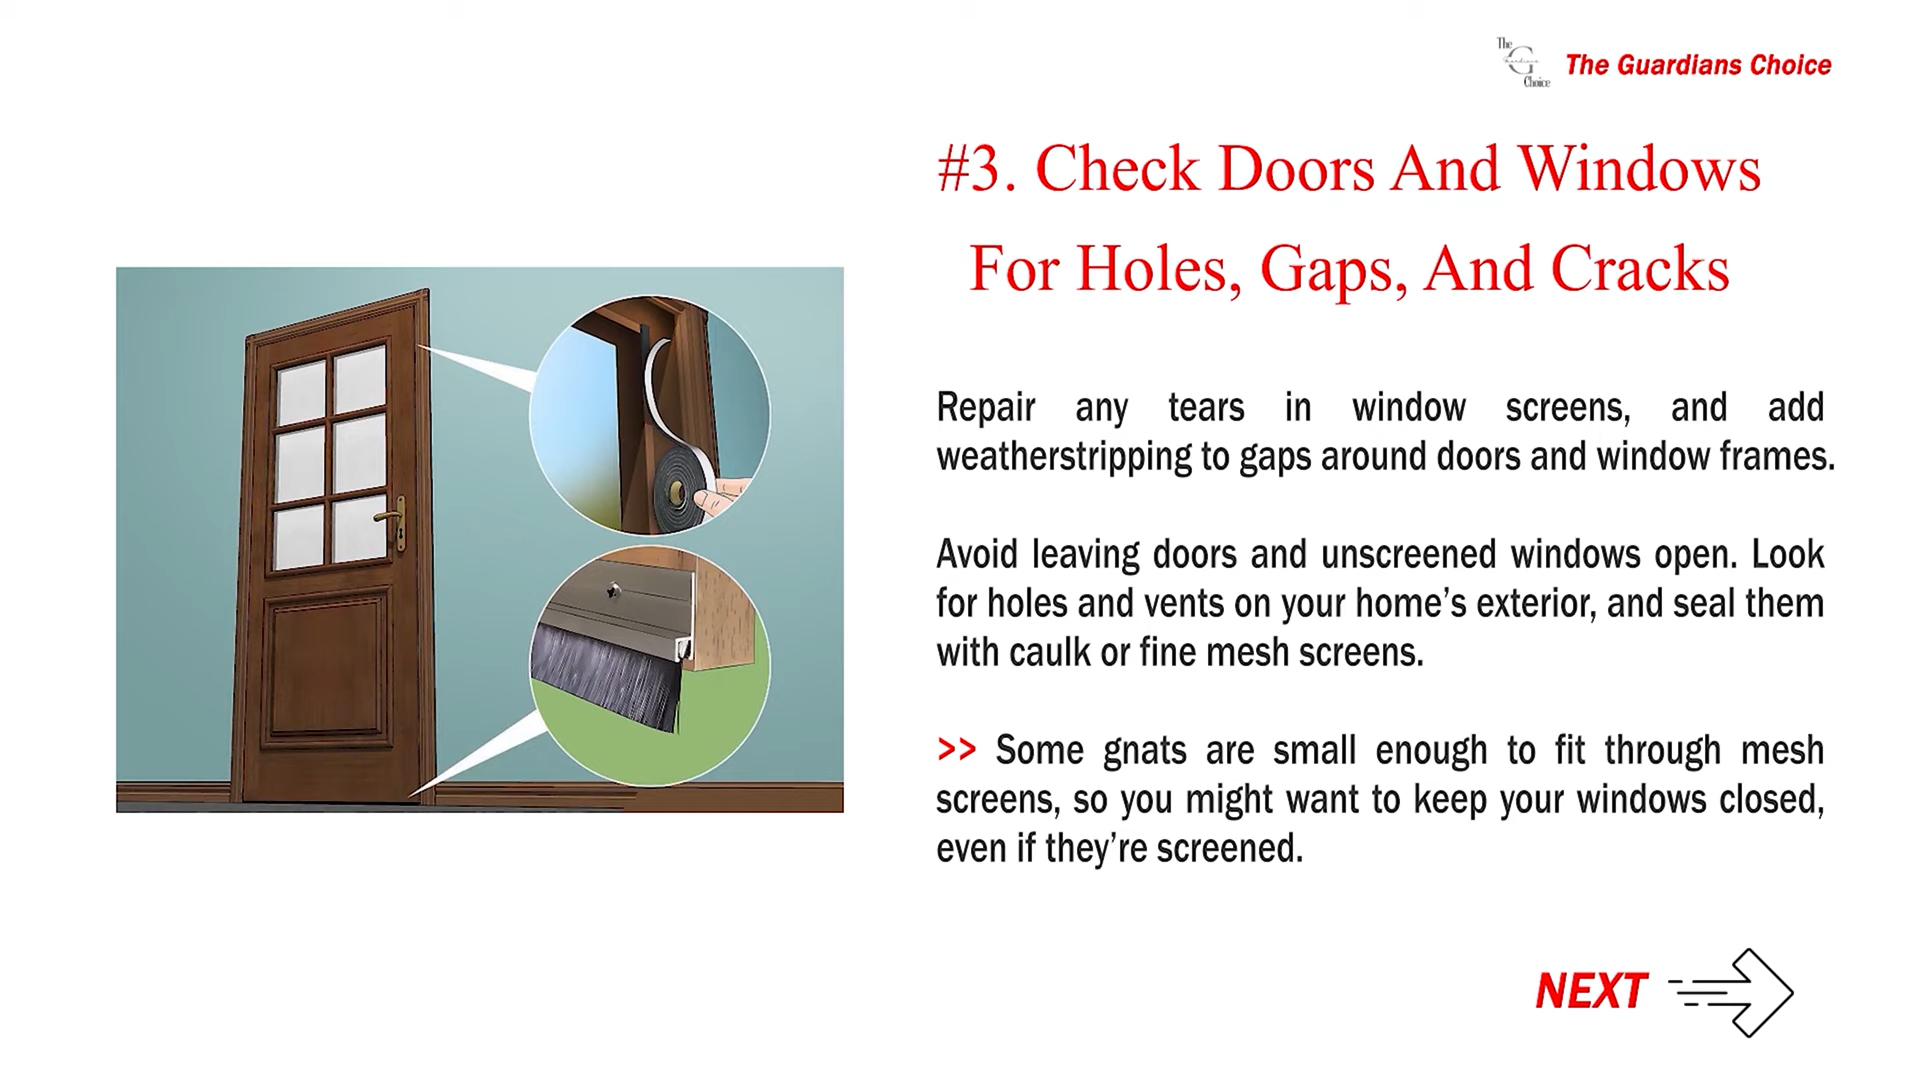 The
G
Choice
The Guardians Choice
#3. Check Doors And Windows
For Holes, Gaps, And Cracks
Repair any tears in window screens, and add
weatherstripping to gaps around doors and window frames.
Avoid leaving doors and unscreened windows open. Look
for holes and vents on your home’s exterior, and seal them
with caulk or fine mesh screens.
>> Some gnats are small enough to fit through mesh
screens, so you might want to keep your windows closed,
even if they’re screened.
NEXT